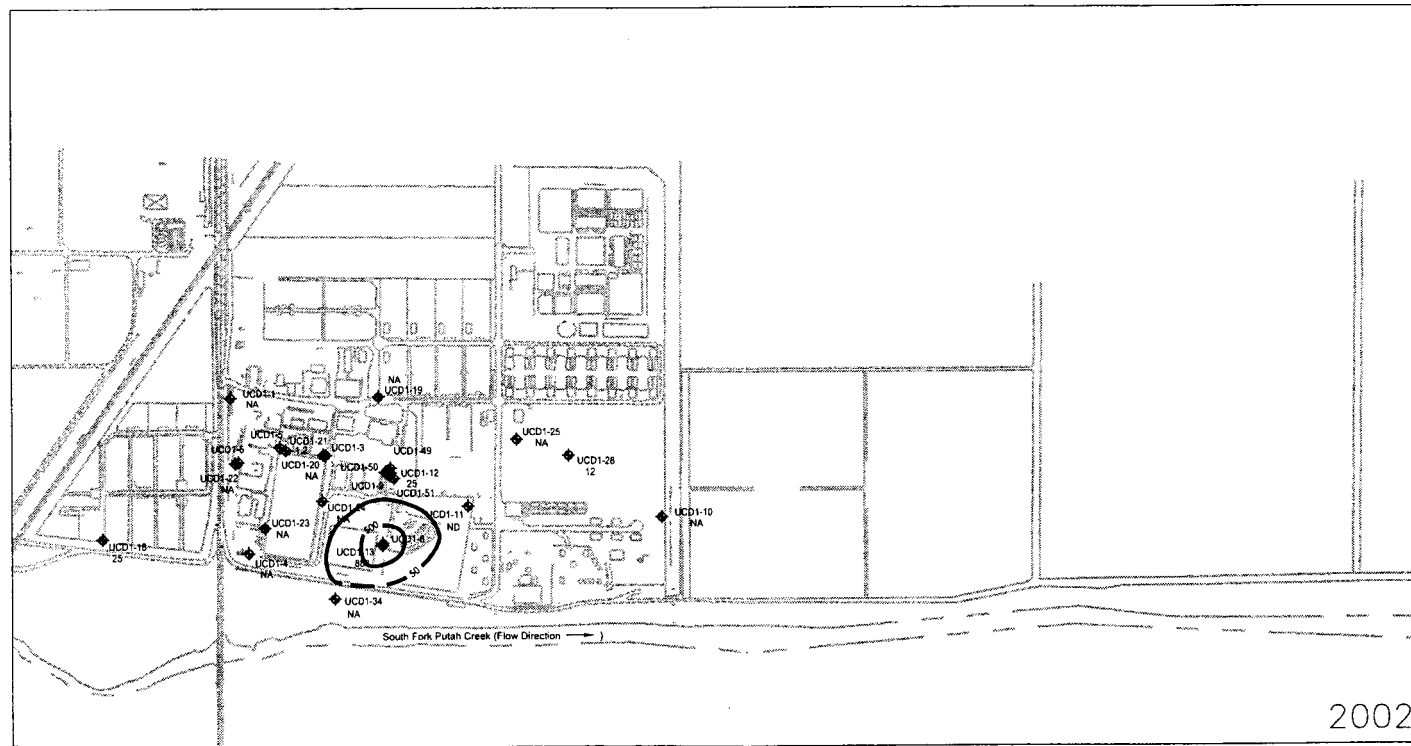 NA
UCD1-19
UCD1-1
NA
UCD1-25
NA
UCD1-21
UCD1-3
UCD1-49
UCD1-28
12
UCD1-20
NA
UCD1-50
UCD1-12
25
UCD1-22
NA
UCD1-51
UCD1-11
ND
UCD1-10
NA
UCD1-23
NA
500
UCD1-13
UCD1-18
25
UCD1-4
NA
50
UCD1-34
NA
South Fork Putah Creek (Flow Direction → )
2002